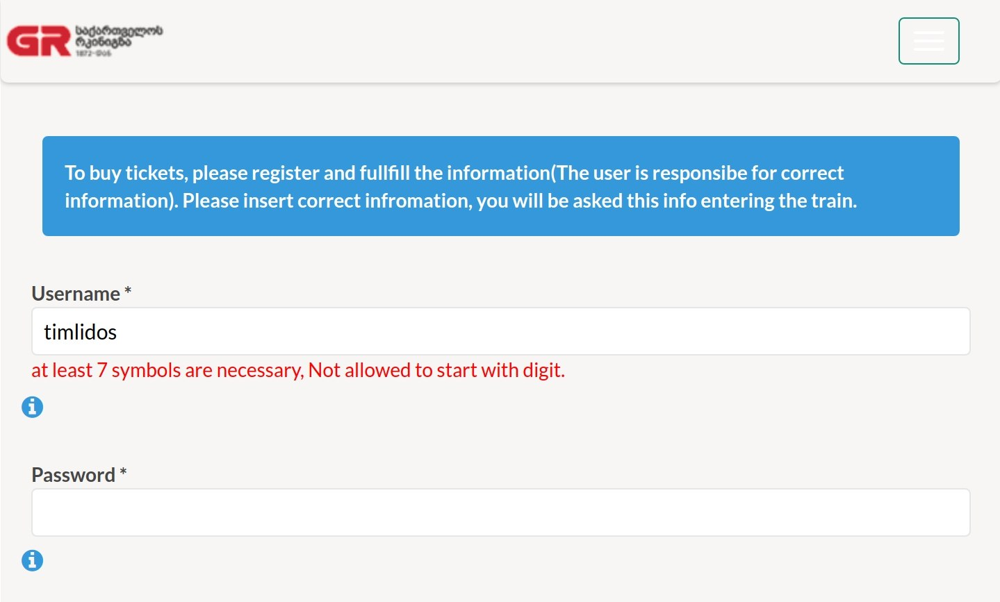 GR საქართველოს
რკინიგზა
1872-დან
To buy tickets, please register and fullfill the information(The user is responsibe for correct
information). Please insert correct infromation, you will be asked this info entering the train.
Username *
timlidos
at least 7 symbols are necessary, Not allowed to start with digit.
Password *